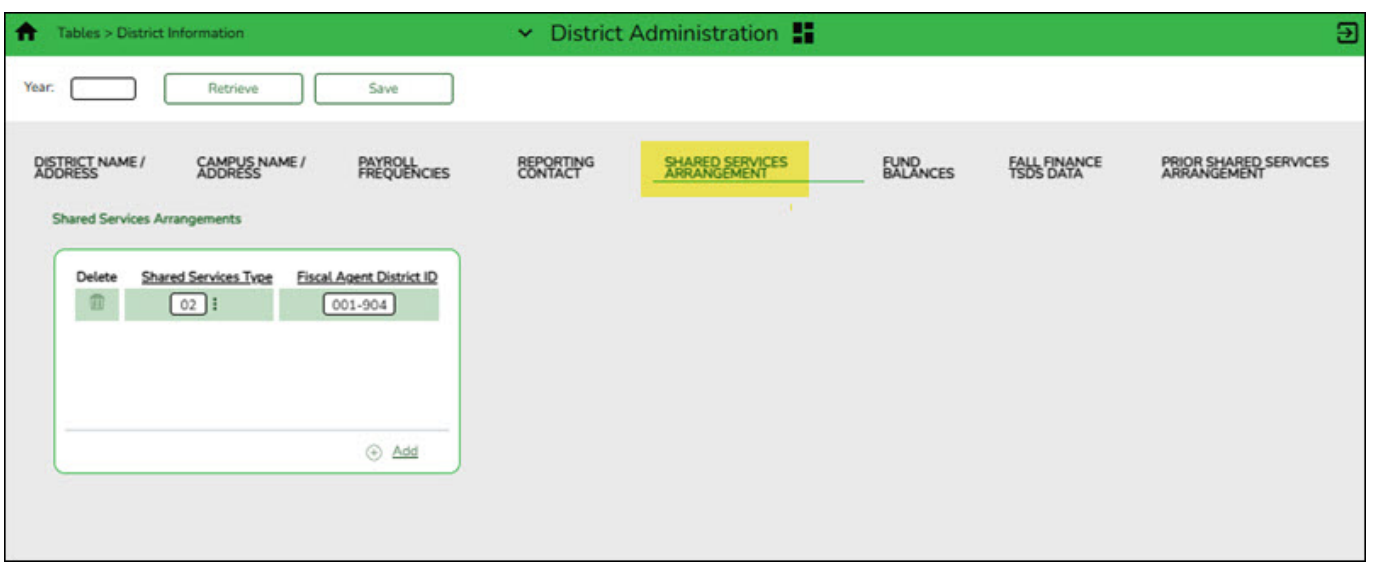 Tables > District Information
District Administration
Year:
Retrieve
Save
DISTRICT NAME /
ADDRESS
CAMPUS NAME /
ADDRESS
PAYROLL
FREQUENCIES
REPORTING
CONTACT
SHARED SERVICES
ARRANGEMENT
FUND
BALANCES
FALL FINANCE
TSDS DATA
PRIOR SHARED SERVICES
ARRANGEMENT
Shared Services Arrangements
Delete Shared Services Type Fiscal Agent District ID
02 001-904
Add